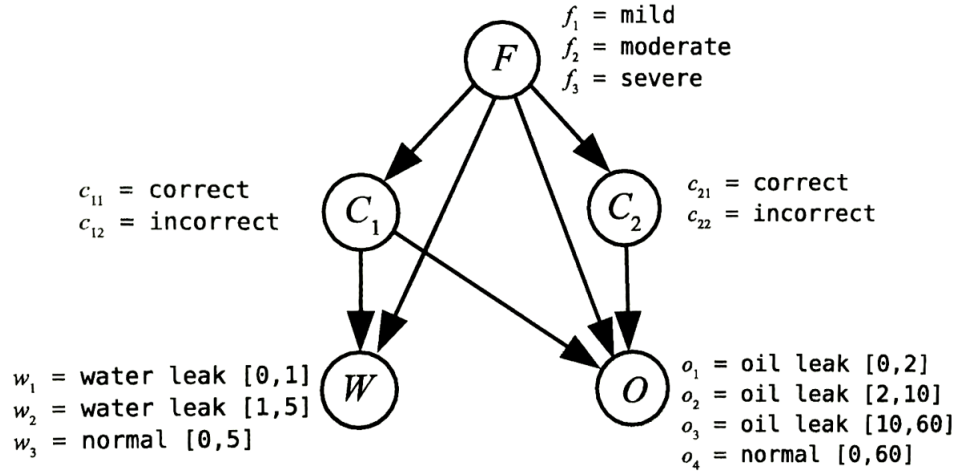 f₁ = mild
F
f₂ = moderate
f₃ = severe
c₁₁ = correct
c₁₂ = incorrect
C₁
C₂
c₂₁ = correct
c₂₂ = incorrect
w₁ = water leak [0,1]
w₂ = water leak [1,5]
w₃ = normal [0,5]
W
O
o₁ = oil leak [0,2]
o₂ = oil leak [2,10]
o₃ = oil leak [10,60]
o₄ = normal [0,60]